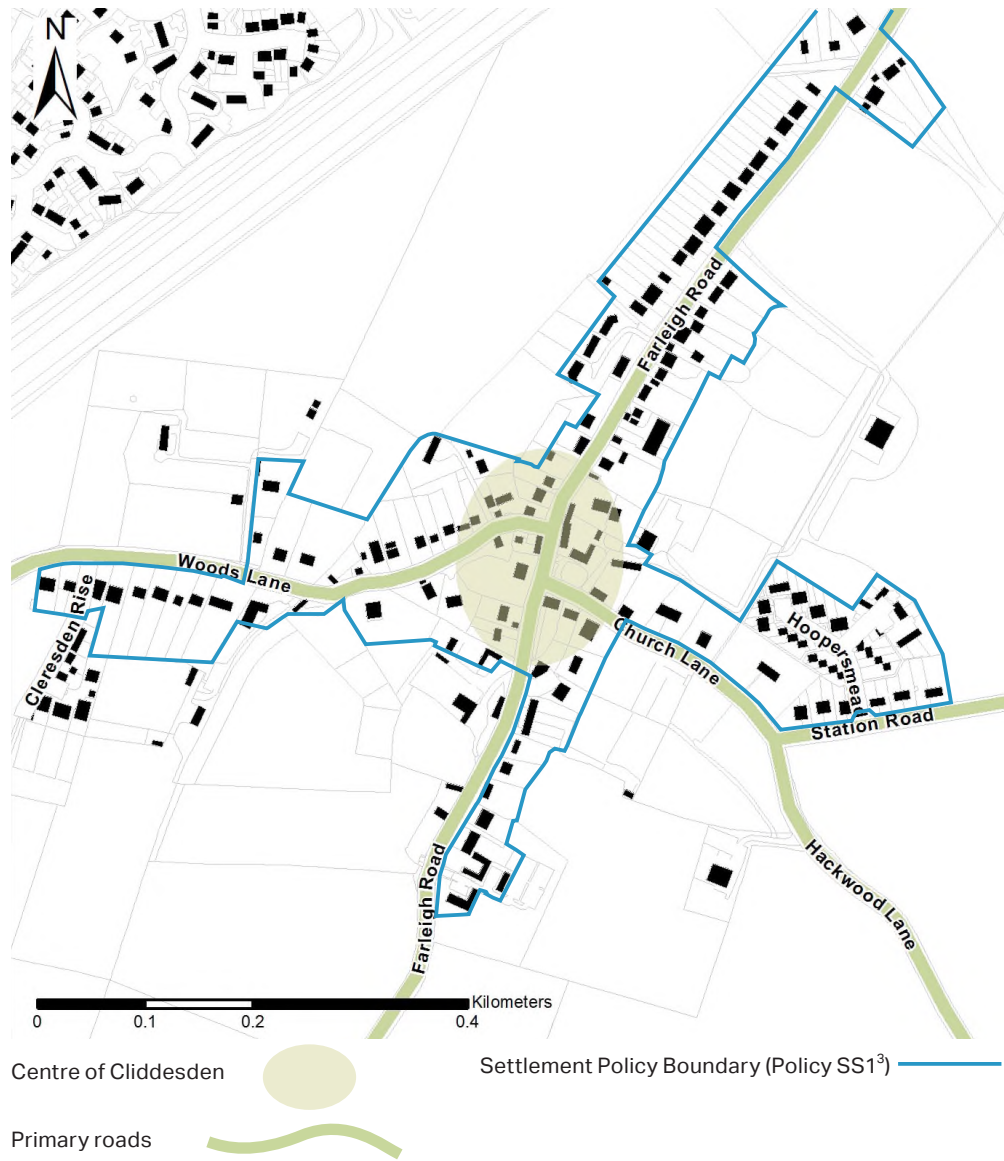 N
Farleigh Road
Woods Lane
Cleresden Rise
Church Lane
Hoopersmead
Station Road
Hackwood Lane
Farleigh Road
Kilometers
0 0.1 0.2 0.4
Centre of Cliddesden
Settlement Policy Boundary (Policy SS1³)
Primary roads